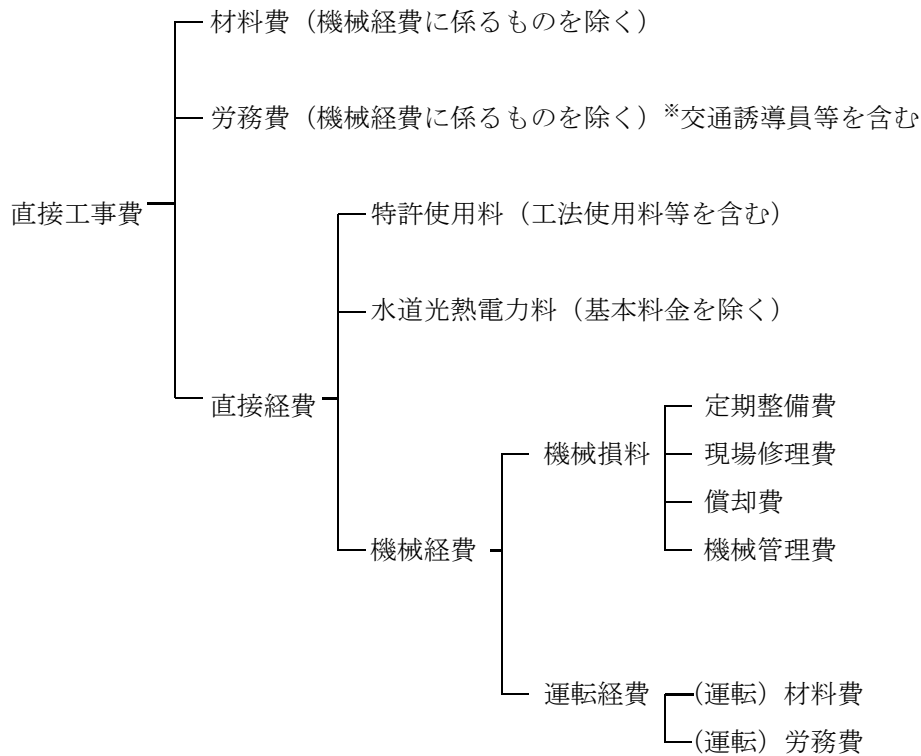 材料費（機械経費に係るものを除く）
労務費（機械経費に係るものを除く）※交通誘導員等を含む
直接工事費
特許使用料（工法使用料等を含む）
水道光熱電力料（基本料金を除く）
直接経費
定期整備費
機械損料
現場修理費
償却費
機械経費
機械管理費
運転経費
(運転）材料費
(運転）労務費